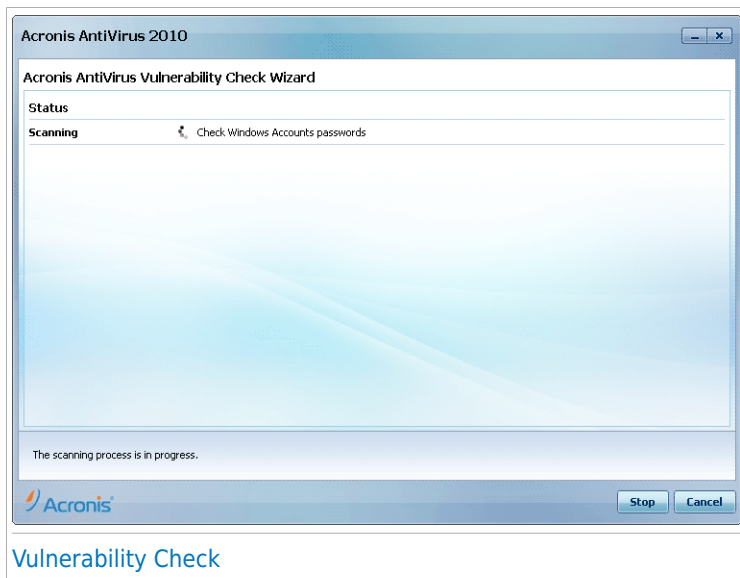 Acronis AntiVirus 2010
Acronis AntiVirus Vulnerability Check Wizard
Status
Scanning Check Windows Accounts passwords
The scanning process is in progress.
Acronis
Stop Cancel
Vulnerability Check